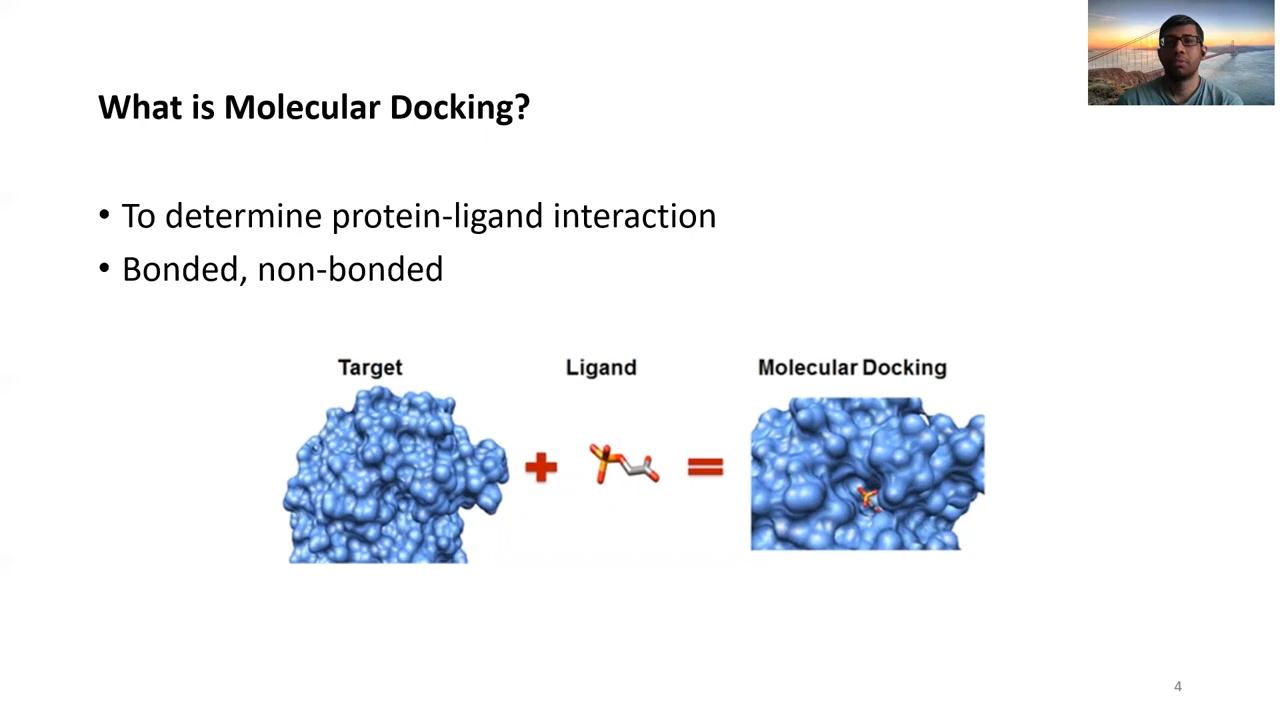 What is Molecular Docking?
• To determine protein-ligand interaction
• Bonded, non-bonded
Target Ligand Molecular Docking
4